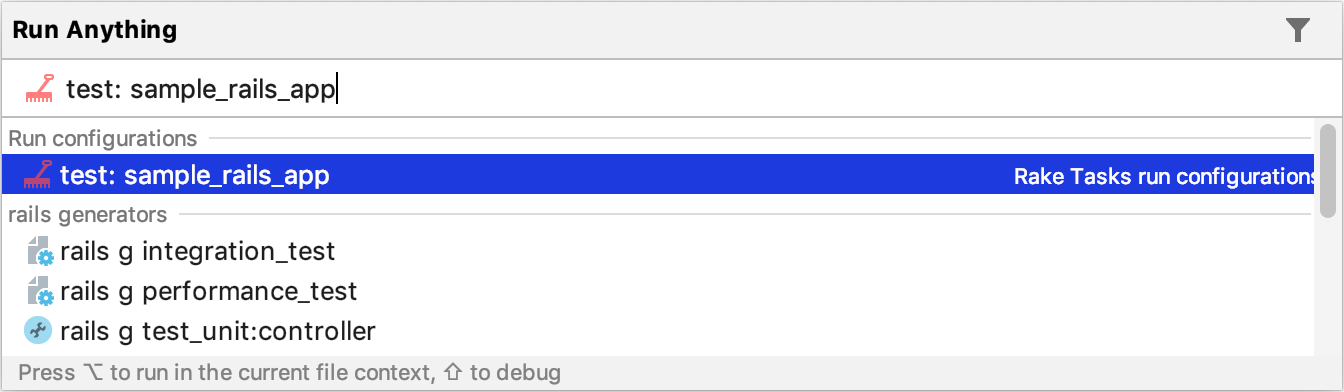 Run Anything
test: sample_rails_app
Run configurations
test: sample_rails_app Rake Tasks run configurations
rails generators
rails g integration_test
rails g performance_test
rails g test_unit:controller
Press ⌥ to run in the current file context, ⇧ to debug